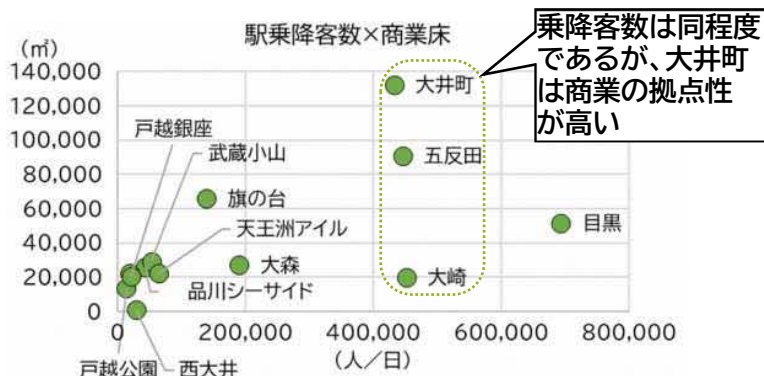 駅乗降客数×商業床
乗降客数は同程度
であるが、大井町
は商業の拠点性
が高い
(㎡)
140,000
120,000
100,000
80,000
60,000
40,000
20,000
0
大井町
戸越銀座
武蔵小山
五反田
旗の台
目黒
天王洲アイル
大森
大崎
品川シーサイド
0
200,000
400,000
600,000
800,000
(人/日)
戸越公園
西大井